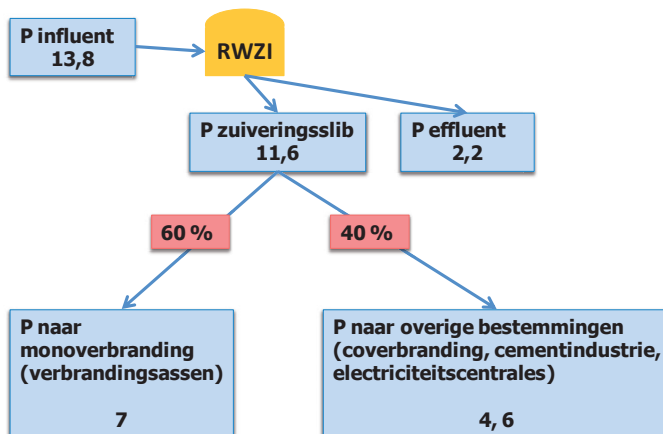 P influent
13,8
RWZI
P zuiveringsslib
11,6
P effluent
2,2
60 %
40 %
P naar
monoverbranding
(verbrandingsassen)
7
P naar overige bestemmingen
(coverbranding, cementindustrie,
electriciteitscentrales)
4, 6